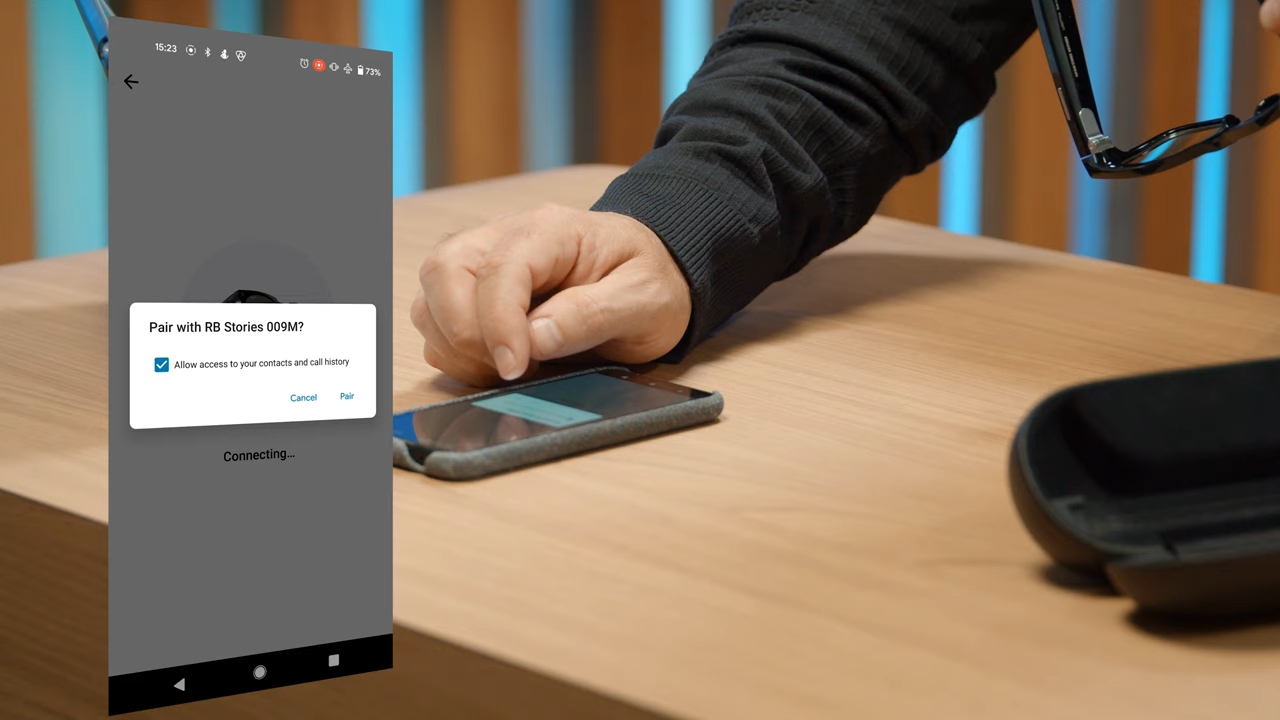 15:23
73%
Pair with RB Stories 009M?
Allow access to your contacts and call history
Cancel
Pair
Connecting...